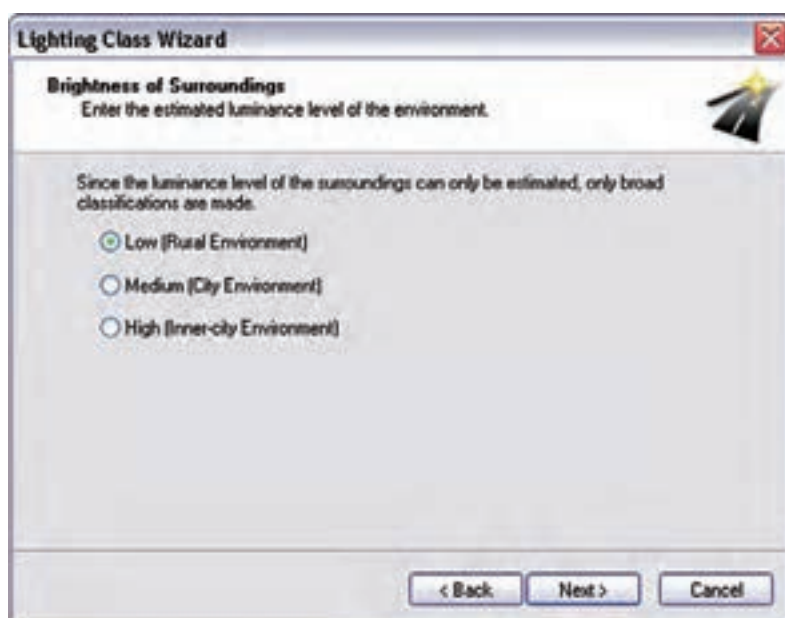 Lighting Class Wizard
Brightness of Surroundings
Enter the estimated luminance level of the environment.
Since the luminance level of the surroundings can only be estimated, only broad
classifications are made.
Low (Rural Environment)
Medium (City Environment)
High (Inner-city Environment)
< Back
Next >
Cancel